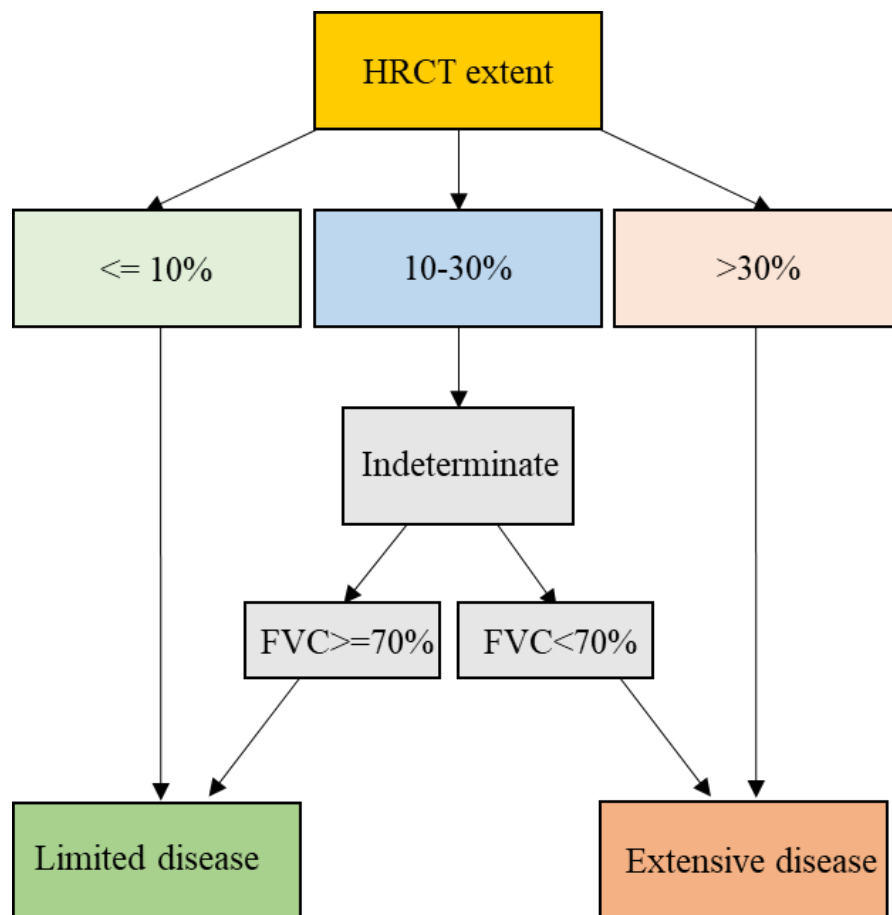 HRCT extent
<= 10%
10-30%
>30%
Indeterminate
FVC>=70%
FVC<70%
Limited disease
Extensive disease